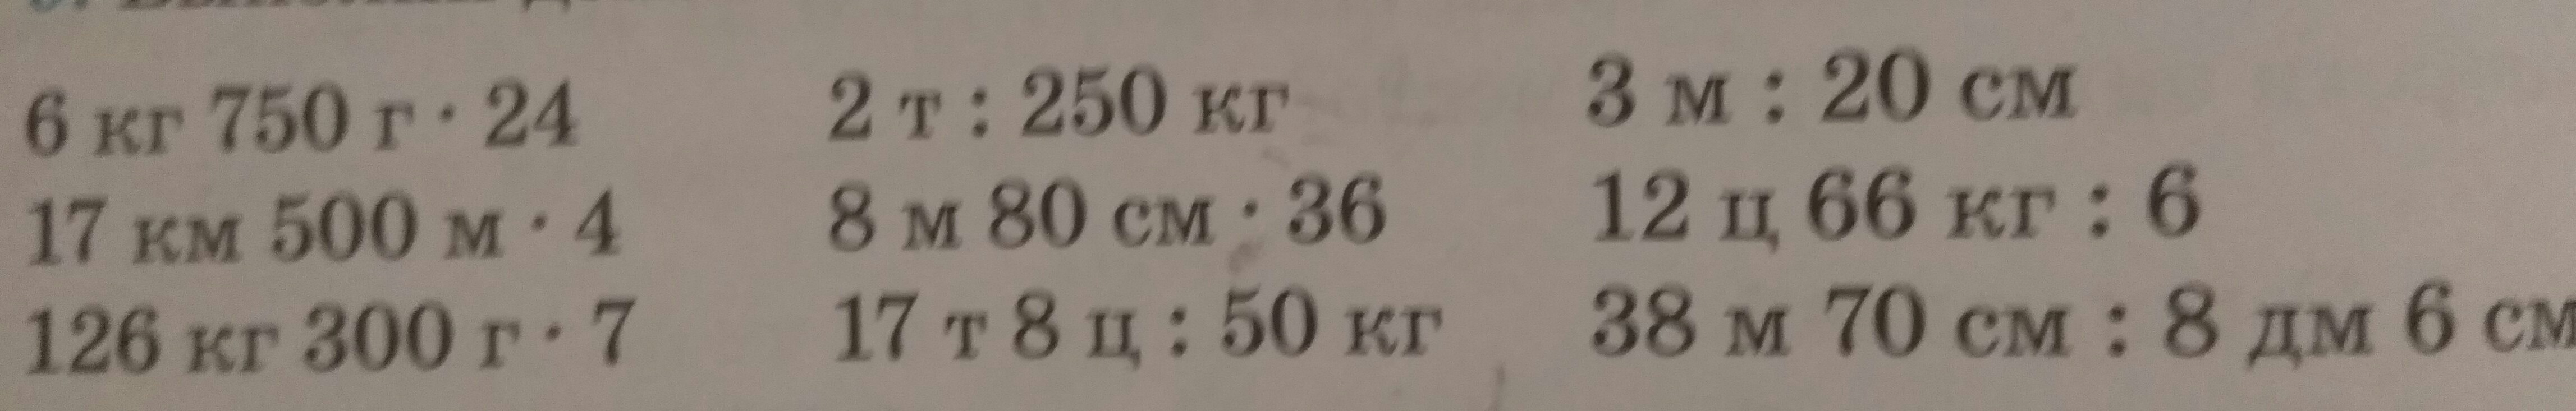 6 кг 750 г · 24
17 км 500 м · 4
126 кг 300 г · 7
2 т : 250 кг
8 м 80 см · 36
17 т 8 ц : 50 кг
3 м : 20 см
12 ц 66 кг : 6
38 м 70 см : 8 дм 6 см